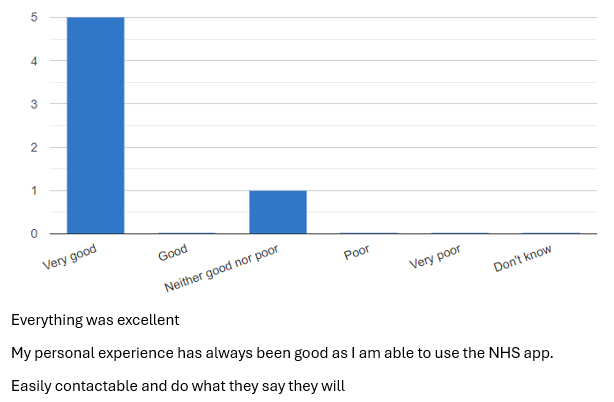 5
4
3
2
1
0
Very good
Good
Neither good nor poor
Poor
Very poor
Don't know
Everything was excellent
My personal experience has always been good as I am able to use the NHS app.
Easily contactable and do what they say they will